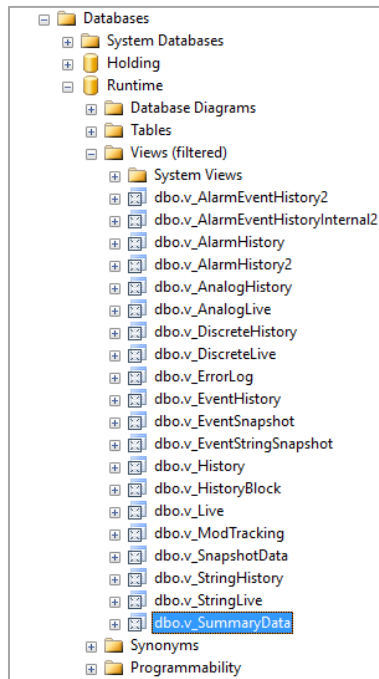 Databases
System Databases
Holding
Runtime
Database Diagrams
Tables
Views (filtered)
System Views
dbo.v_AlarmEventHistory2
dbo.v_AlarmEventHistoryInternal2
dbo.v_AlarmHistory
dbo.v_AlarmHistory2
dbo.v_AnalogHistory
dbo.v_AnalogLive
dbo.v_DiscreteHistory
dbo.v_DiscreteLive
dbo.v_ErrorLog
dbo.v_EventHistory
dbo.v_EventSnapshot
dbo.v_EventStringSnapshot
dbo.v_History
dbo.v_HistoryBlock
dbo.v_Live
dbo.v_ModTracking
dbo.v_SnapshotData
dbo.v_StringHistory
dbo.v_StringLive
dbo.v_SummaryData
Synonyms
Programmability